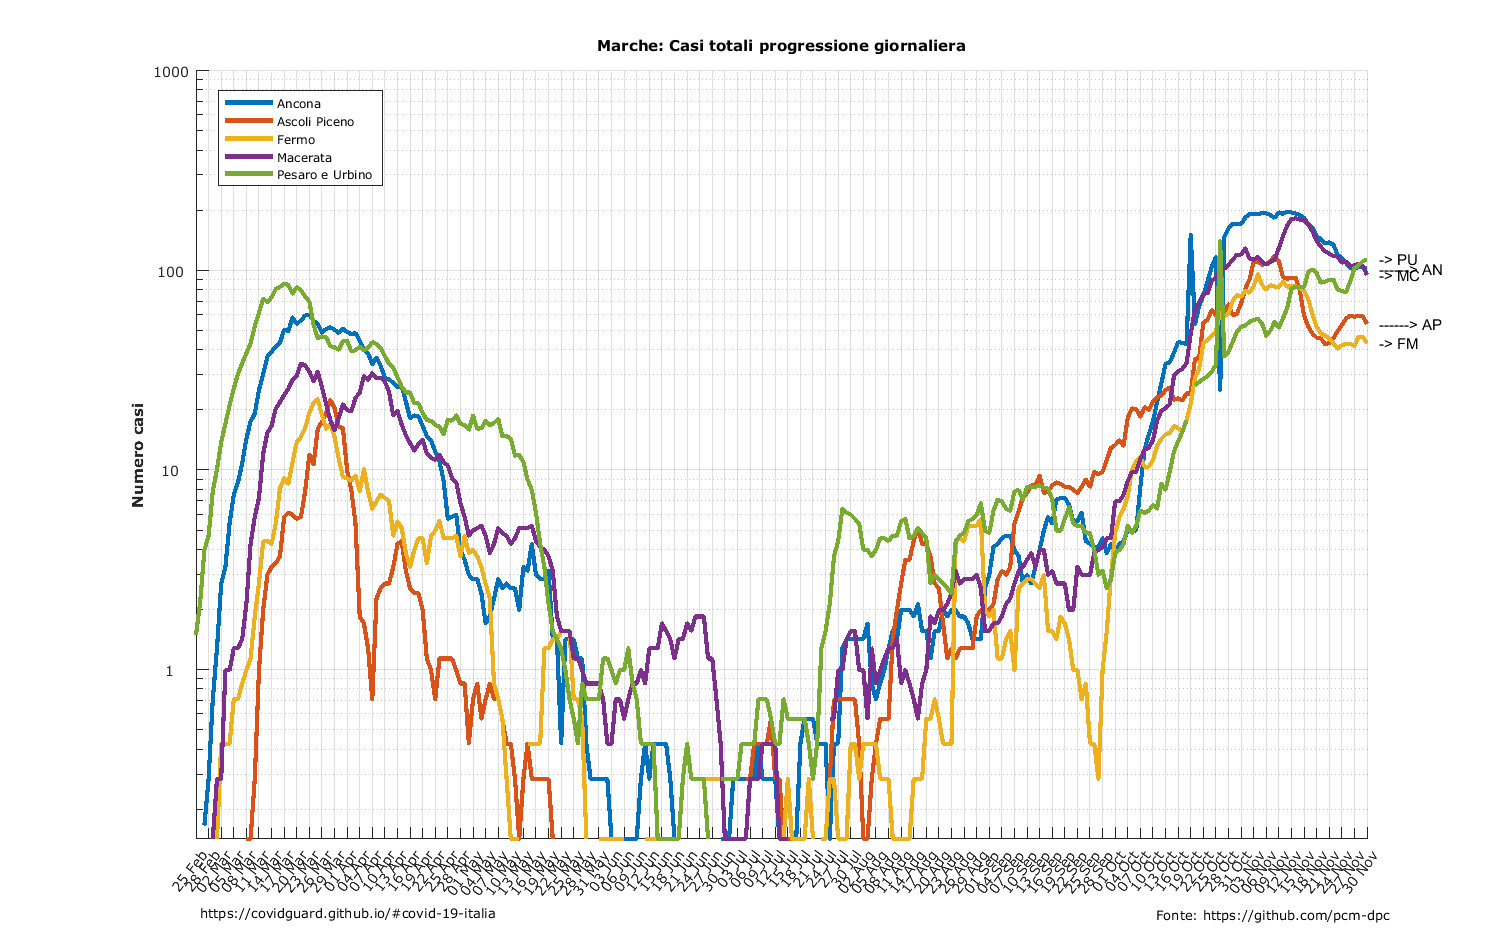 Marche: Casi totali progressione giornaliera
1000
100
10
1
Numero casi
Ancona
Ascoli Piceno
Fermo
Macerata
Pesaro e Urbino
-> PU
------> AN
-> MC
------> AP
-> FM
25 Feb
28 Feb
02 Mar
05 Mar
08 Mar
11 Mar
14 Mar
17 Mar
20 Mar
23 Mar
26 Mar
29 Mar
01 Apr
04 Apr
07 Apr
10 Apr
13 Apr
16 Apr
19 Apr
22 Apr
25 Apr
28 Apr
01 May
04 May
07 May
10 May
13 May
16 May
19 May
22 May
25 May
28 May
31 May
03 Jun
06 Jun
09 Jun
12 Jun
15 Jun
18 Jun
21 Jun
24 Jun
27 Jun
30 Jun
03 Jul
06 Jul
09 Jul
12 Jul
15 Jul
18 Jul
21 Jul
24 Jul
27 Jul
30 Jul
02 Aug
05 Aug
08 Aug
11 Aug
14 Aug
17 Aug
20 Aug
23 Aug
26 Aug
29 Aug
01 Sep
04 Sep
07 Sep
10 Sep
13 Sep
16 Sep
19 Sep
22 Sep
25 Sep
28 Sep
01 Oct
04 Oct
07 Oct
10 Oct
13 Oct
16 Oct
19 Oct
22 Oct
25 Oct
28 Oct
31 Oct
03 Nov
06 Nov
09 Nov
12 Nov
15 Nov
18 Nov
21 Nov
24 Nov
27 Nov
30 Nov
https://covidguard.github.io/#covid-19-italia
Fonte: https://github.com/pcm-dpc